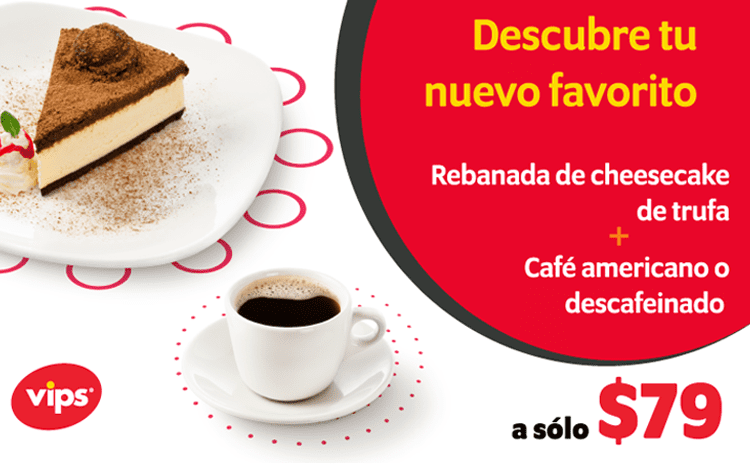 Descubre tu
nuevo favorito
Rebanada de cheesecake
de trufa
+
Café americano o
descafeinado
vips
a sólo $79